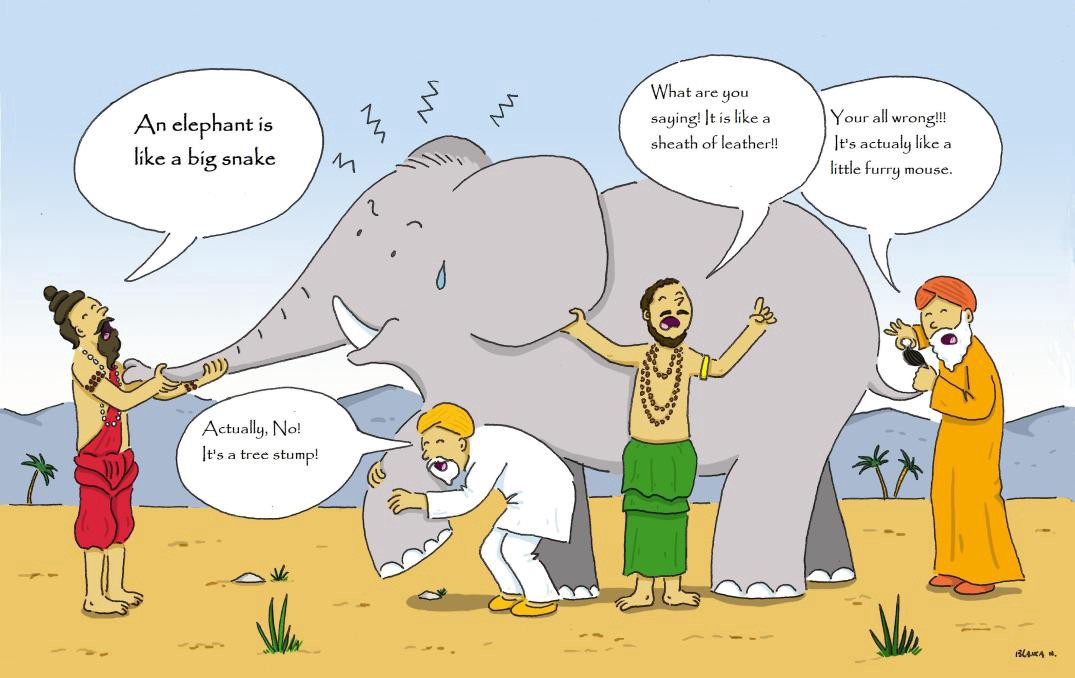 An elephant is
like a big snake
What are you
saying! It is like a
sheath of leather!!
Your all wrong!!!
It's actualy like a
little furry mouse.
Actually, No!
It's a tree stump!